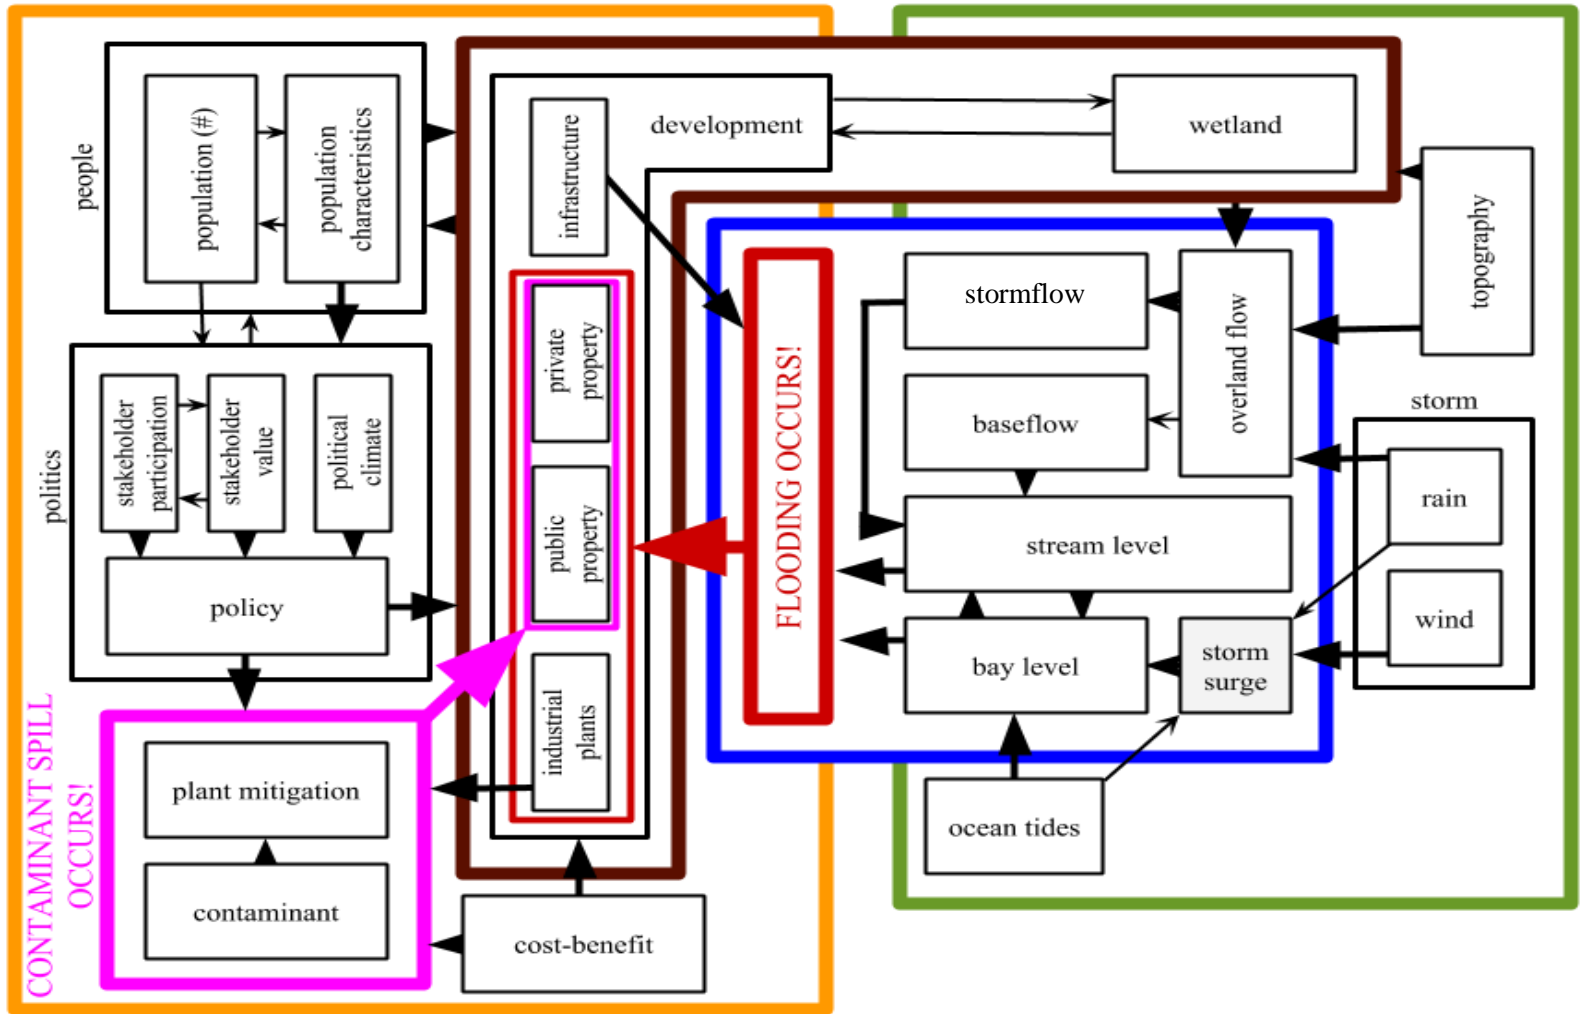 people
population (#)
population
characteristics
politics
stakeholder
participation
stakeholder
value
political
climate
policy
CONTAMINANT SPILL
OCCURS!
plant mitigation
contaminant
cost-benefit
infrastructure
development
private
property
public
property
industrial
plants
wetland
FLOODING OCCURS!
stormflow
baseflow
overland flow
stream level
bay level
storm
surge
ocean tides
topography
storm
rain
wind